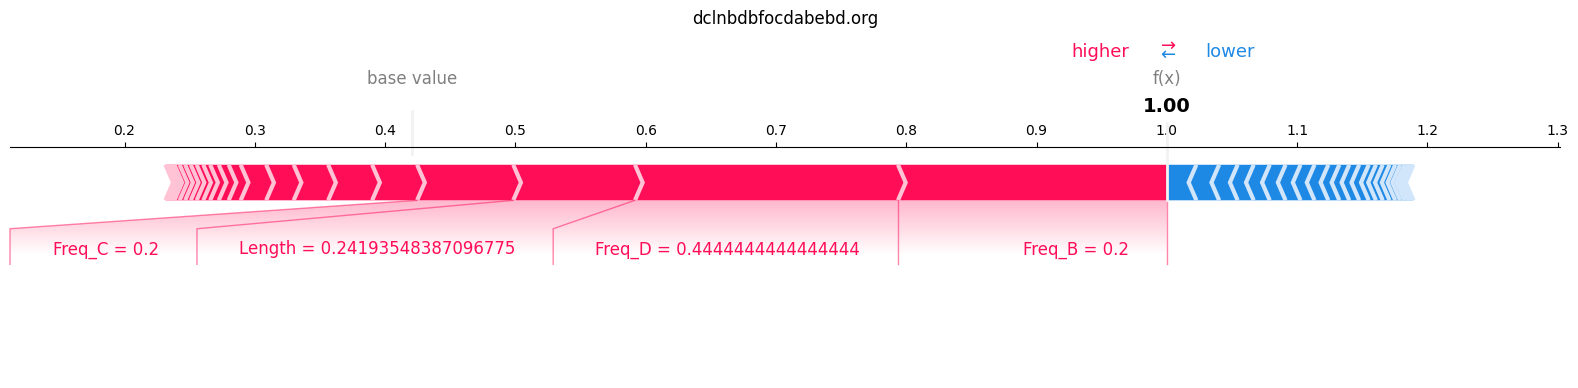 dclnbdbfocdabebd.org
higher → ← lower
base value f(x)
1.00
0.2 0.3 0.4 0.5 0.6 0.7 0.8 0.9 1.0 1.1 1.2 1.3
Freq_C = 0.2 Length = 0.24193548387096775 Freq_D = 0.4444444444444444 Freq_B = 0.2